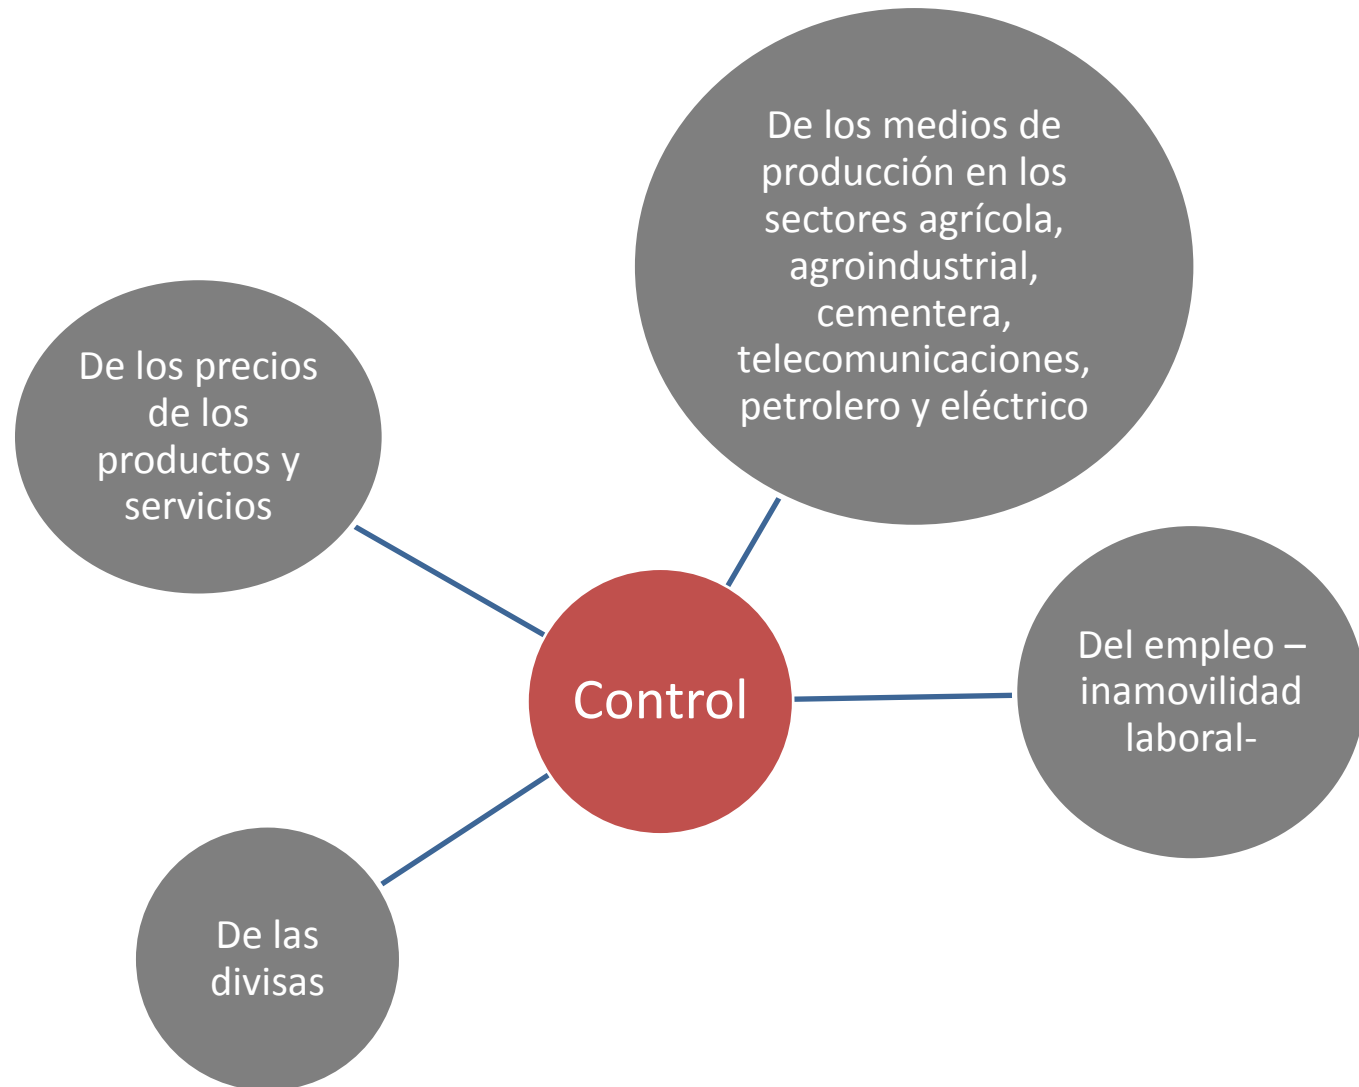 De los medios de
producción en los
sectores agrícola,
agroindustrial,
cementera,
telecomunicaciones,
petrolero y eléctrico
De los precios
de los
productos y
servicios
Del empleo –
inamovilidad
laboral-
Control
De las
divisas